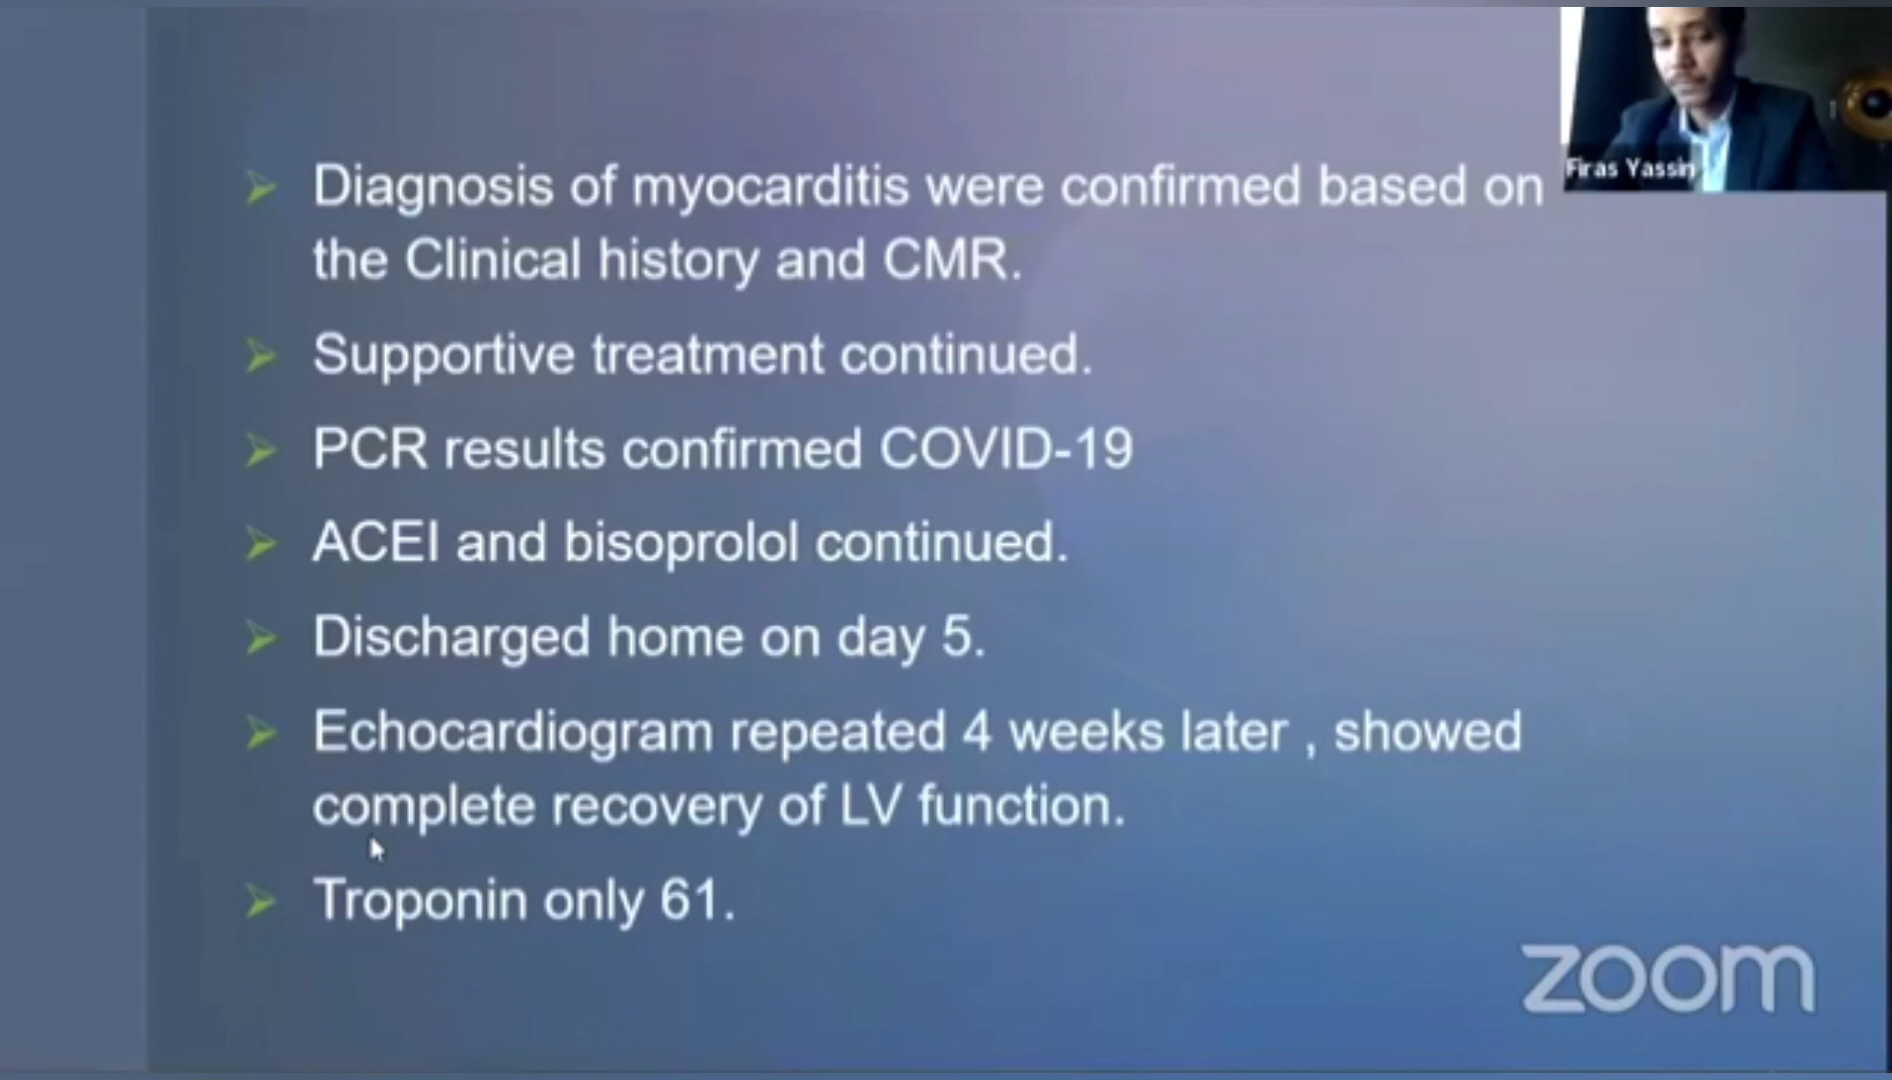 Firas Yassin
Diagnosis of myocarditis were confirmed based on
the Clinical history and CMR.
Supportive treatment continued.
PCR results confirmed COVID-19
ACEI and bisoprolol continued.
Discharged home on day 5.
Echocardiogram repeated 4 weeks later , showed
complete recovery of LV function.
Troponin only 61.
zoom